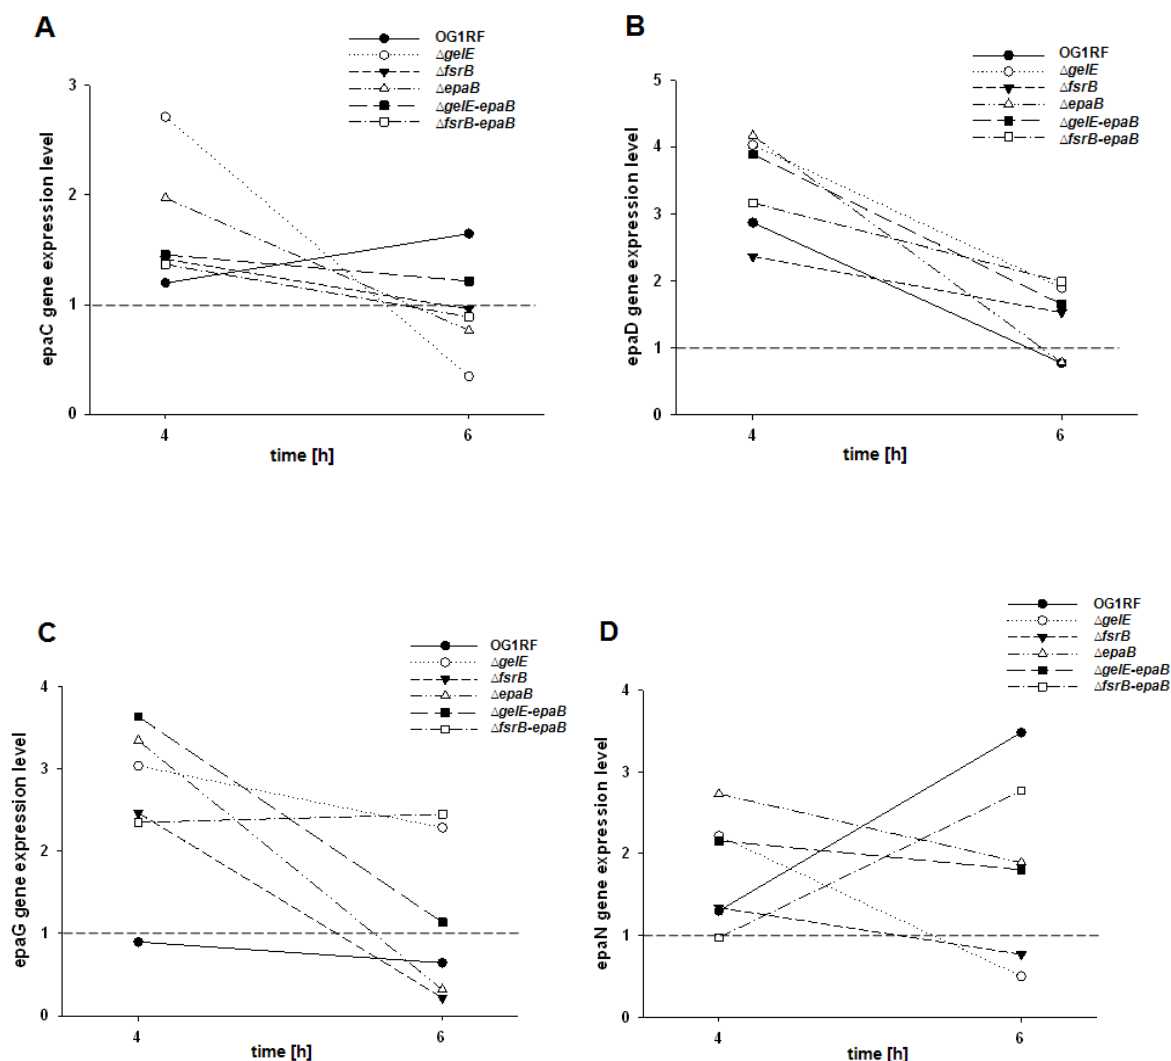 A
OG1RF
ΔgelE
ΔfsrB
ΔepaB
ΔgelE-epaB
ΔfsrB-epaB
epaC gene expression level
3
2
1
0
4
6
time [h]
B
OG1RF
ΔgelE
ΔfsrB
ΔepaB
ΔgelE-epaB
ΔfsrB-epaB
epaD gene expression level
5
4
3
2
1
0
4
6
time [h]
C
OG1RF
ΔgelE
ΔfsrB
ΔepaB
ΔgelE-epaB
ΔfsrB-epaB
epaG gene expression level
4
3
2
1
0
4
6
time [h]
D
OG1RF
ΔgelE
ΔfsrB
ΔepaB
ΔgelE-epaB
ΔfsrB-epaB
epaN gene expression level
4
3
2
1
0
4
6
time [h]